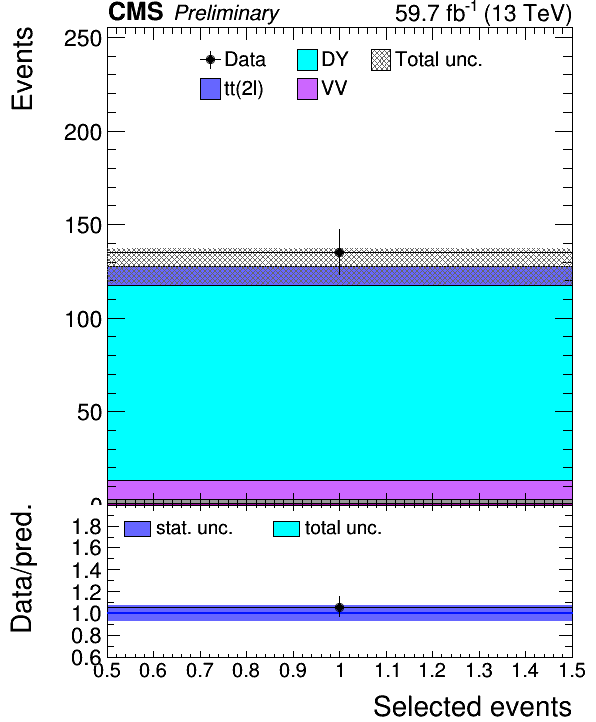 CMS Preliminary 59.7 fb⁻¹ (13 TeV)
Events
250
200
150
100
50
0
Data DY Total unc.
tt(2l) VV
Data/pred.
1.8
1.6
1.4
1.2
1.0
0.8
0.6
stat. unc. total unc.
0.5 0.6 0.7 0.8 0.9 1 1.1 1.2 1.3 1.4 1.5
Selected events